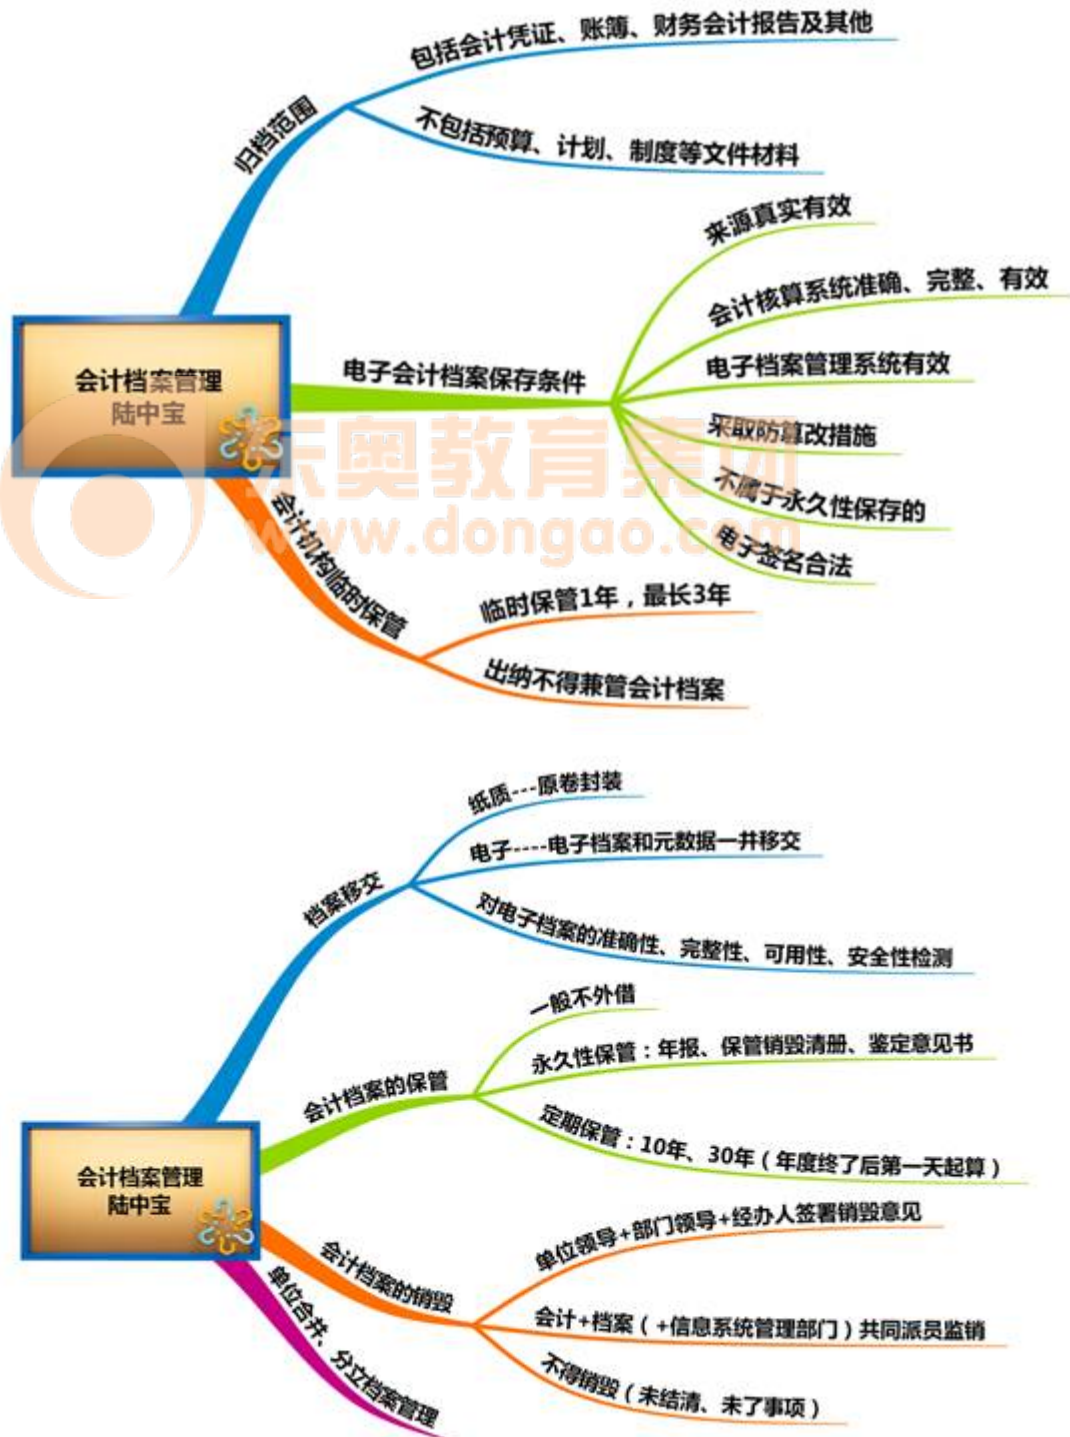 包括会计凭证、账簿、财务会计报告及其他
归档范围
不包括预算、计划、制度等文件材料
来源真实有效
会计核算系统准确、完整、有效
电子会计档案保存条件
电子档案管理系统有效
会计档案管理
陆中宝
采取防篡改措施
东奥教育集团
不属于永久性保存的
www.dongao.com
电子签名合法
会计机构临时保管
临时保管1年，最长3年
出纳不得兼管会计档案
纸质---原卷封装
电子----电子档案和元数据一并移交
档案移交
对电子档案的准确性、完整性、可用性、安全性检测
一般不外借
永久性保管：年报、保管销毁清册、鉴定意见书
会计档案的保管
定期保管：10年、30年（年度终了后第一天起算）
会计档案管理
陆中宝
单位领导+部门领导+经办人签署销毁意见
会计档案的销毁
会计+档案（+信息系统管理部门）共同派员监销
不得销毁（未结清、未了事项）
单位合并、分立档案管理